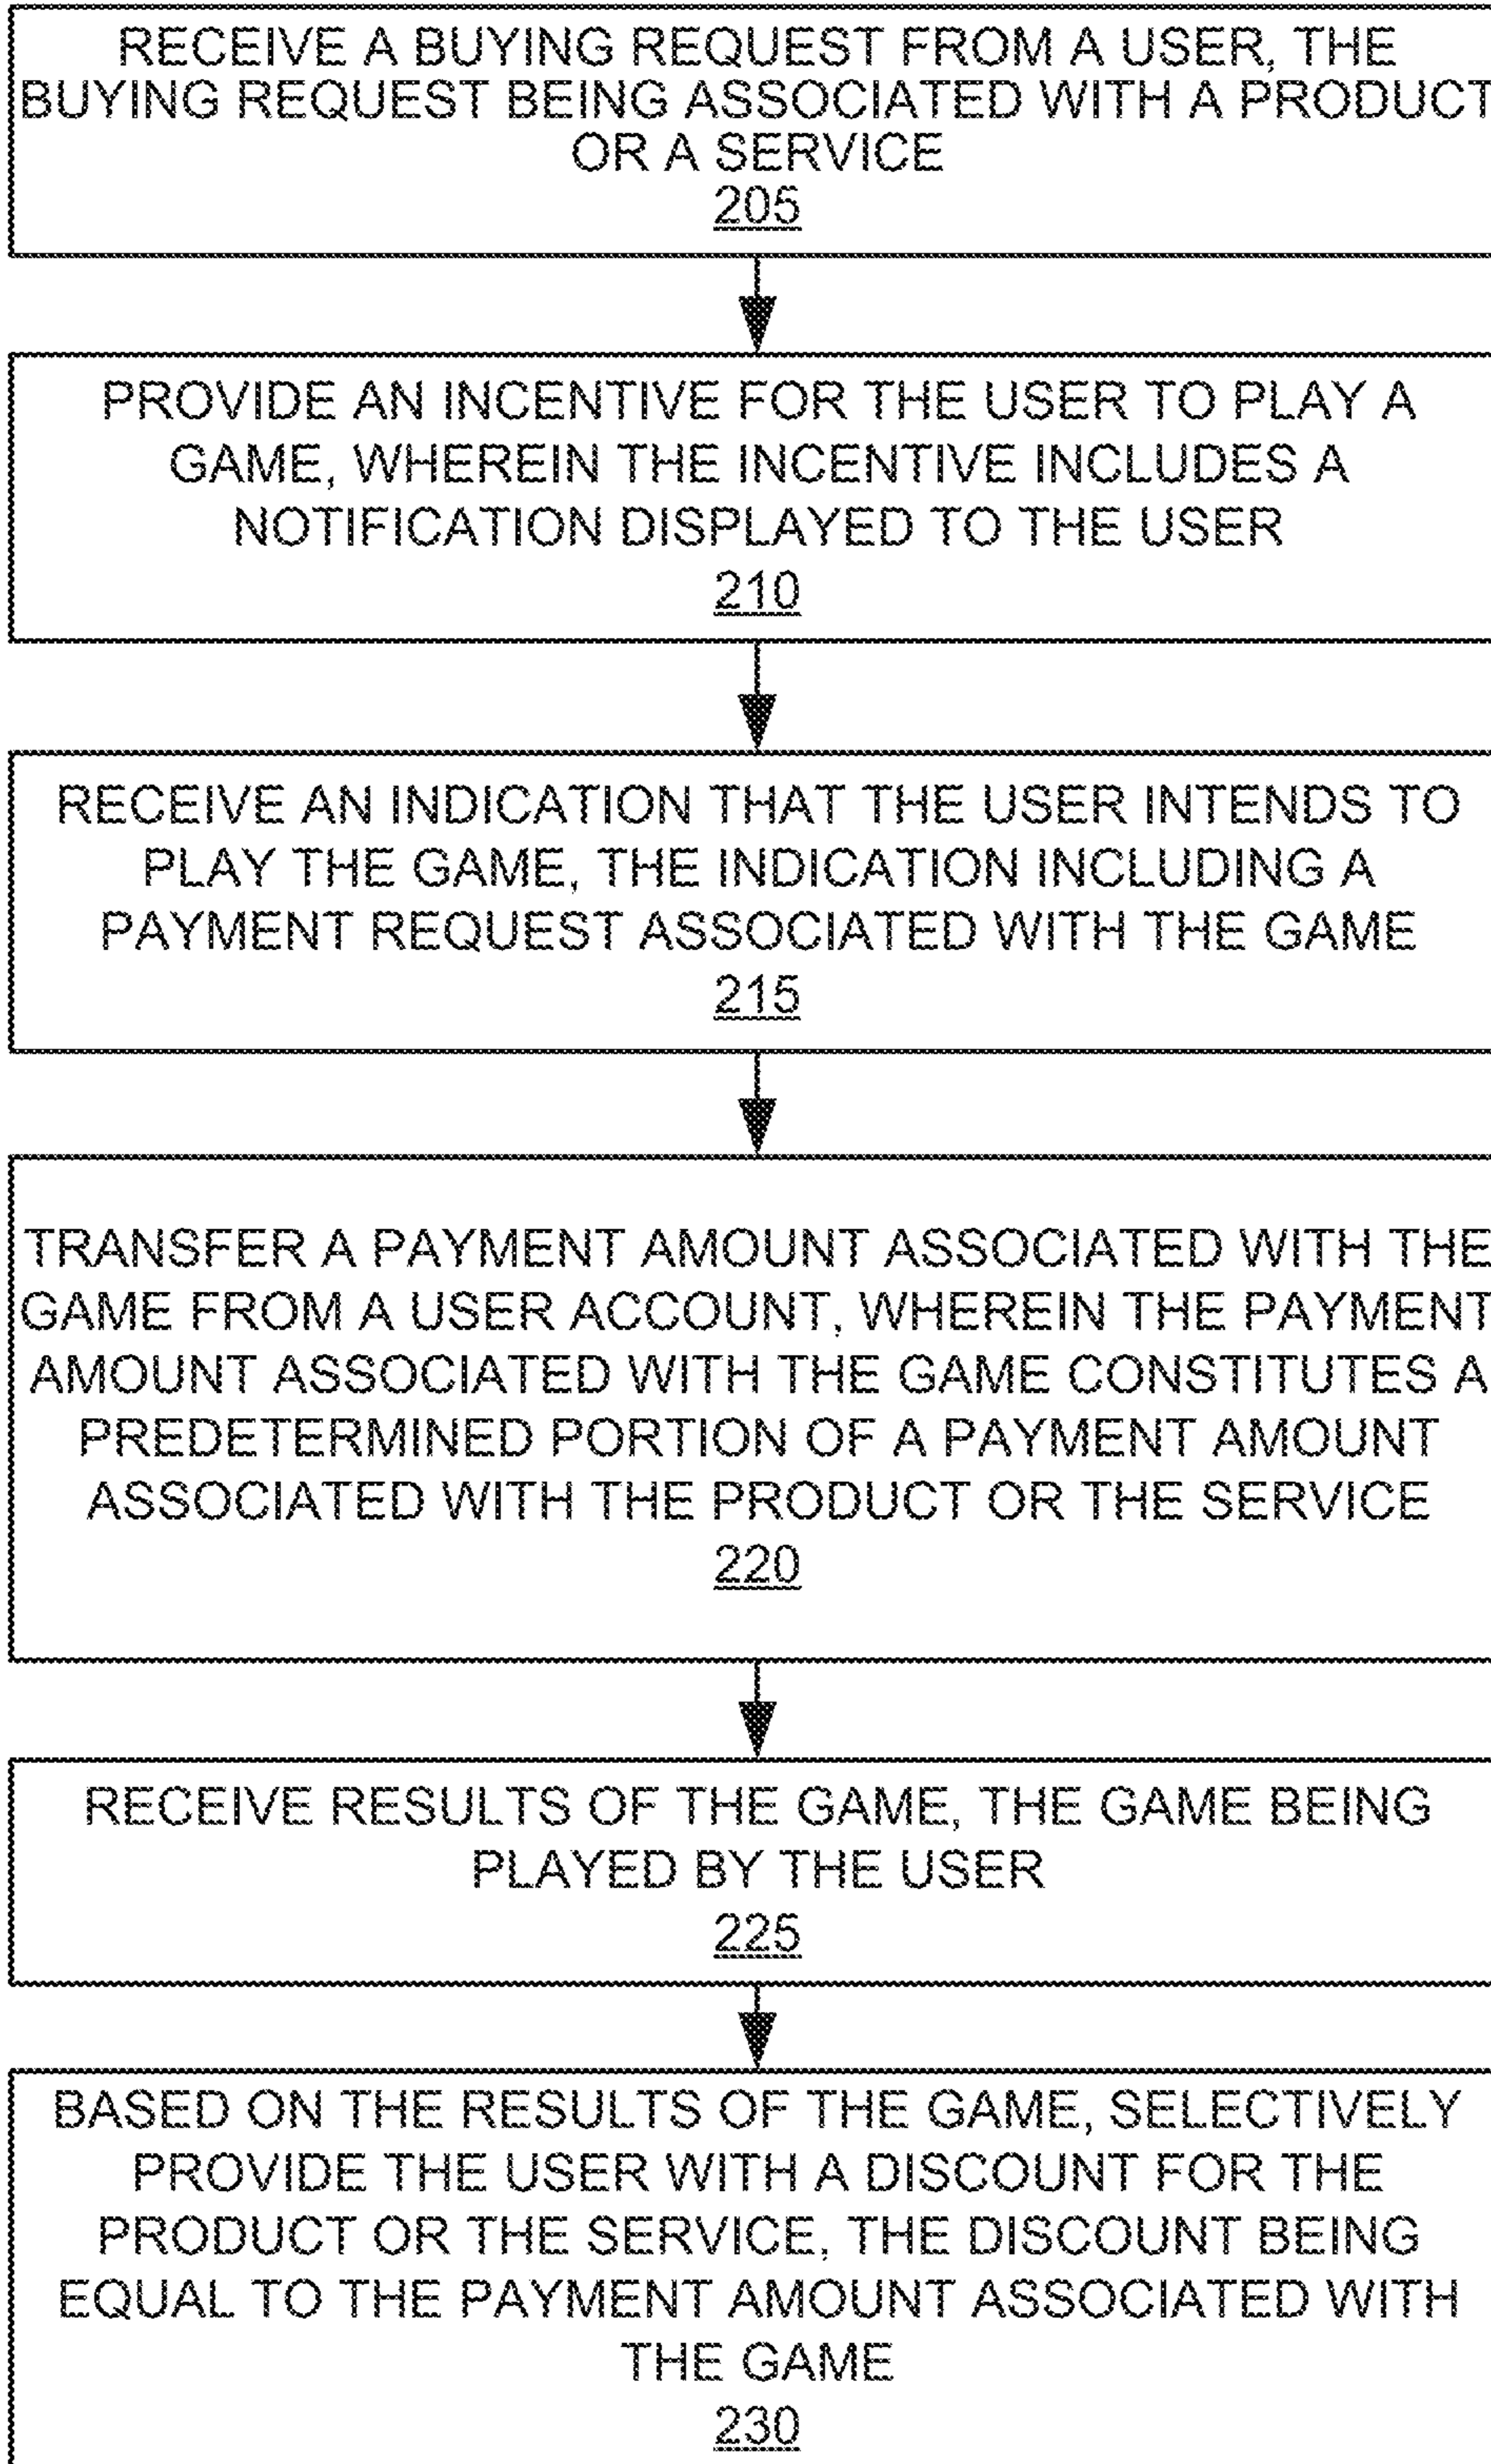 RECEIVE A BUYING REQUEST FROM A USER, THE
BUYING REQUEST BEING ASSOCIATED WITH A PRODUCT
OR A SERVICE
205
PROVIDE AN INCENTIVE FOR THE USER TO PLAY A
GAME, WHEREIN THE INCENTIVE INCLUDES A
NOTIFICATION DISPLAYED TO THE USER
210
RECEIVE AN INDICATION THAT THE USER INTENDS TO
PLAY THE GAME, THE INDICATION INCLUDING A
PAYMENT REQUEST ASSOCIATED WITH THE GAME
215
TRANSFER A PAYMENT AMOUNT ASSOCIATED WITH THE
GAME FROM A USER ACCOUNT, WHEREIN THE PAYMENT
AMOUNT ASSOCIATED WITH THE GAME CONSTITUTES A
PREDETERMINED PORTION OF A PAYMENT AMOUNT
ASSOCIATED WITH THE PRODUCT OR THE SERVICE
220
RECEIVE RESULTS OF THE GAME, THE GAME BEING
PLAYED BY THE USER
225
BASED ON THE RESULTS OF THE GAME, SELECTIVELY
PROVIDE THE USER WITH A DISCOUNT FOR THE
PRODUCT OR THE SERVICE, THE DISCOUNT BEING
EQUAL TO THE PAYMENT AMOUNT ASSOCIATED WITH
THE GAME
230